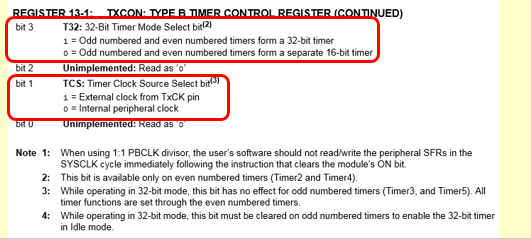 REGISTER 13-1: TXCON: TYPE B TIMER CONTROL REGISTER (CONTINUED)
bit 3 T32: 32-Bit Timer Mode Select bit(2)
1 = Odd numbered and even numbered timers form a 32-bit timer
0 = Odd numbered and even numbered timers form a separate 16-bit timer
bit 2 Unimplemented: Read as ‘0’
bit 1 TCS: Timer Clock Source Select bit(3)
1 = External clock from TxCK pin
0 = Internal peripheral clock
bit 0 Unimplemented: Read as ‘0’
Note 1: When using 1:1 PBCLK divisor, the user’s software should not read/write the peripheral SFRs in the
SYSCLK cycle immediately following the instruction that clears the module’s ON bit.
2: This bit is available only on even numbered timers (Timer2 and Timer4).
3: While operating in 32-bit mode, this bit has no effect for odd numbered timers (Timer3, and Timer5). All
timer functions are set through the even numbered timers.
4: While operating in 32-bit mode, this bit must be cleared on odd numbered timers to enable the 32-bit timer
in Idle mode.